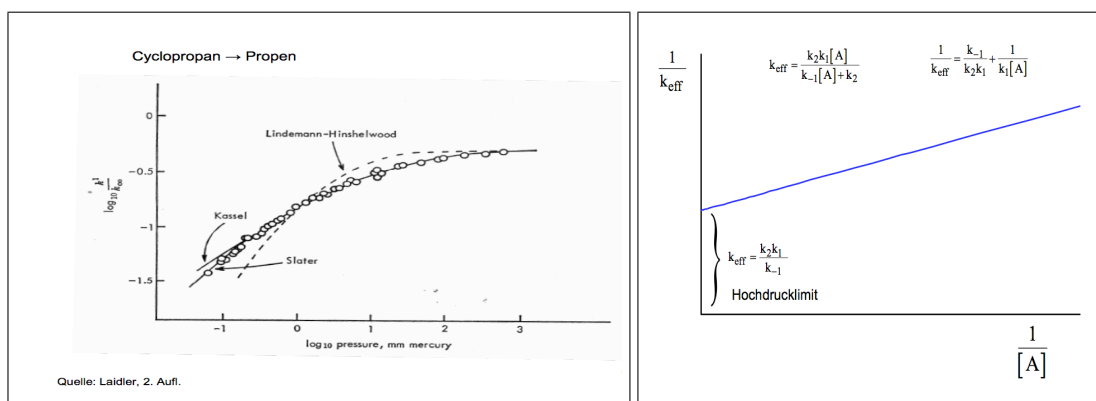 Cyclopropan → Propen
0
−0.5
−1
−1.5
log10 k¹/k∞
Lindemann–Hinshelwood
Kassel
Slater
−1 0 1 2 3
log10 pressure, mm mercury
Quelle: Laidler, 2. Aufl.
1/keff
keff = k2k1[A]/(k−1[A]+k2)
1/keff = k−1/(k2k1) + 1/(k1[A])
keff = k2k1/k−1
Hochdrucklimit
1/[A]